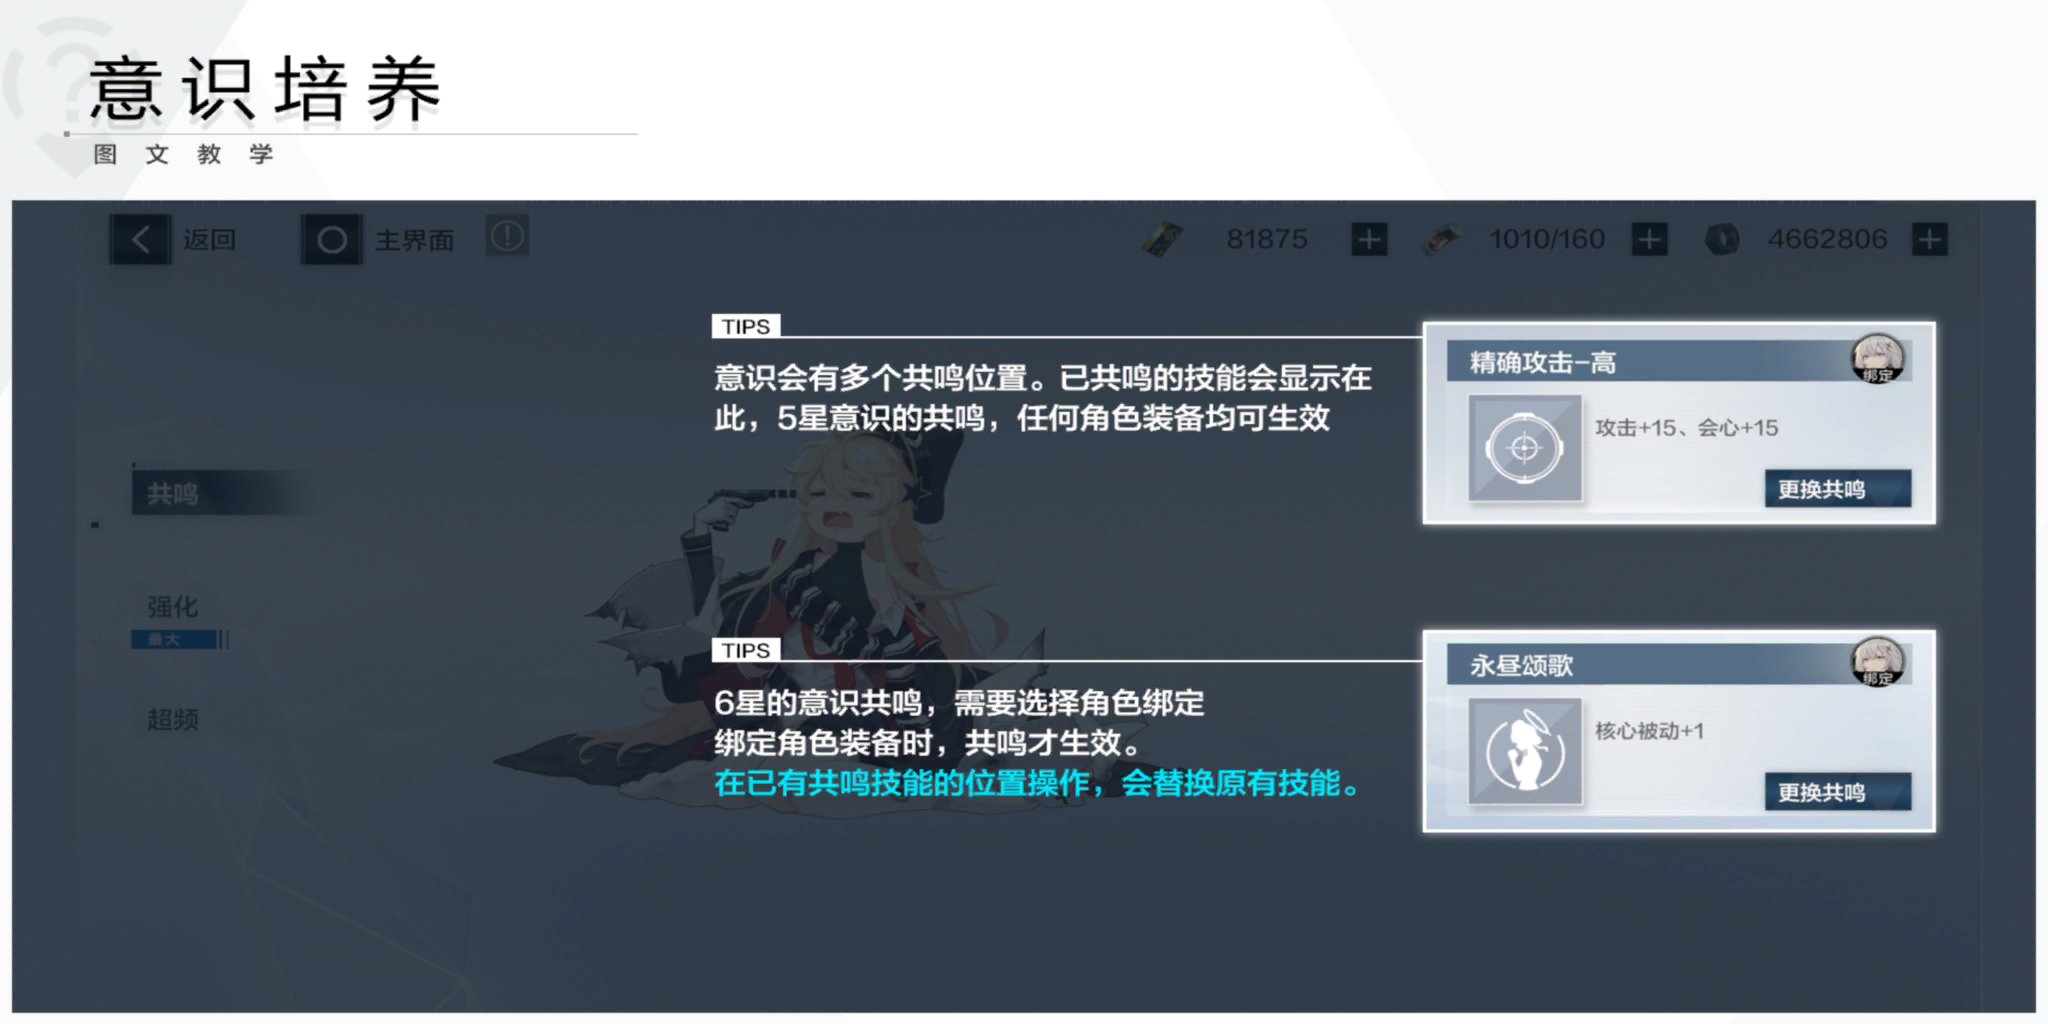 意识培养
图文教学
返回
主界面
81875
1010/160
4662806
TIPS
意识会有多个共鸣位置。已共鸣的技能会显示在
此，5星意识的共鸣，任何角色装备均可生效
精确攻击-高
绑定
攻击+15、会心+15
更换共鸣
共鸣
强化
最大
超频
TIPS
6星的意识共鸣，需要选择角色绑定
绑定角色装备时，共鸣才生效。
在已有共鸣技能的位置操作，会替换原有技能。
永昼颂歌
绑定
核心被动+1
更换共鸣